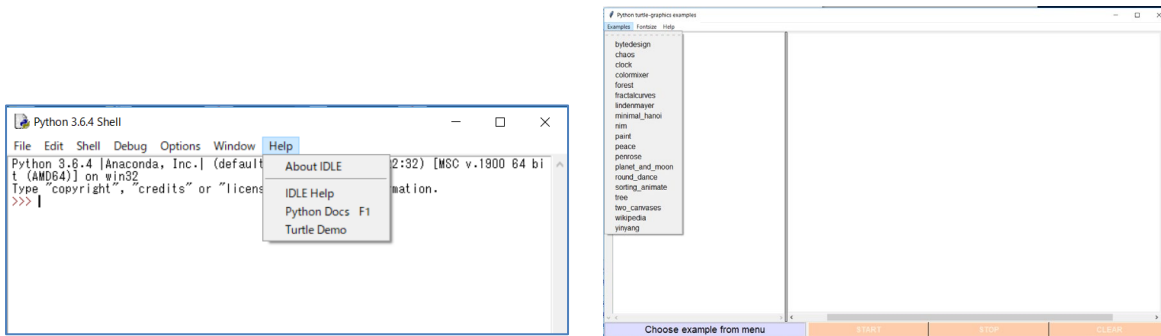 Python 3.6.4 Shell
File Edit Shell Debug Options Window Help
Python 3.6.4 |Anaconda, Inc.| (default 2:32) [MSC v.1900 64 bi
t (AMD64)] on win32
Type "copyright", "credits" or "licens mation.
>>>
About IDLE
IDLE Help
Python Docs F1
Turtle Demo
Python turtle-graphics examples
Examples Fontsize Help
bytedesign
chaos
clock
colormixer
forest
fractalcurves
lindenmayer
minimal_hanoi
nim
paint
peace
penrose
planet_and_moon
round_dance
sorting_animate
tree
two_canvases
wikipedia
yinyang
Choose example from menu
START STOP CLEAR